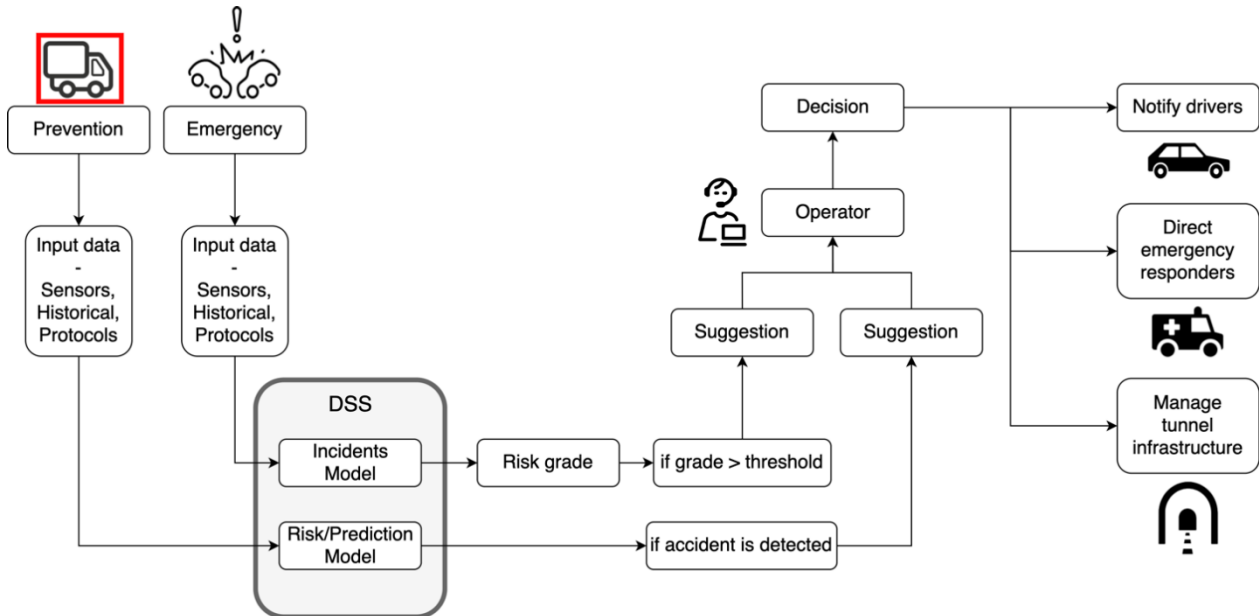 Prevention
Emergency
Input data
-
Sensors,
Historical,
Protocols
Input data
-
Sensors,
Historical,
Protocols
DSS
Incidents
Model
Risk/Prediction
Model
Risk grade
if grade > threshold
if accident is detected
Suggestion
Suggestion
Operator
Decision
Notify drivers
Direct
emergency
responders
Manage
tunnel
infrastructure